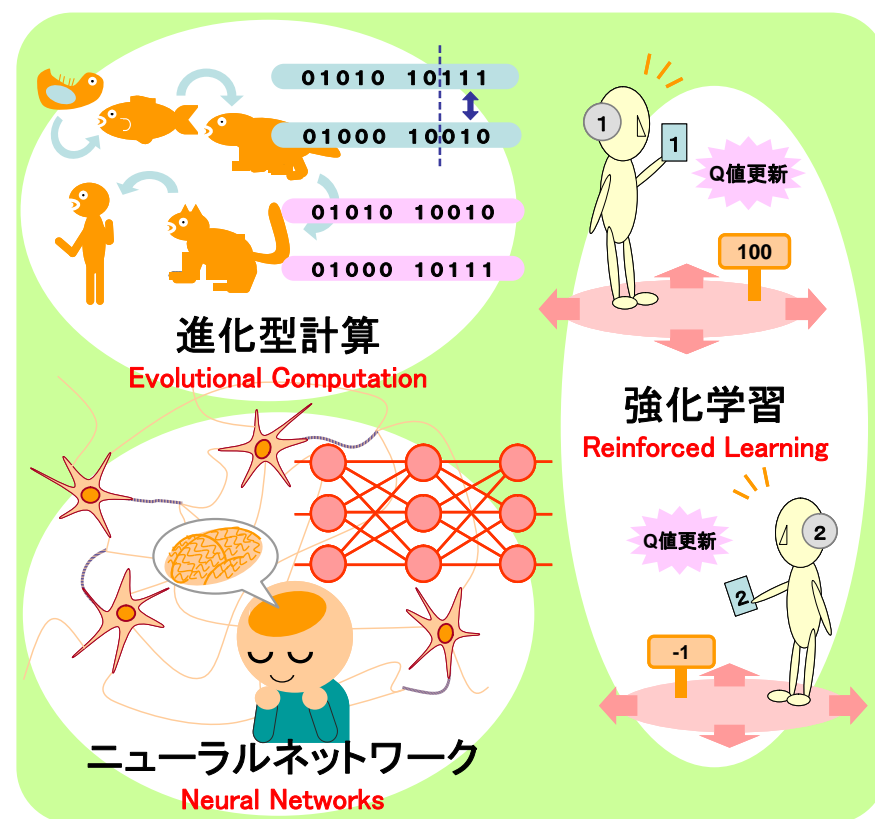 01010 10111
01000 10010
01010 10010
01000 10111
進化型計算
Evolutional Computation
1
1
Q値更新
100
強化学習
Reinforced Learning
2
Q値更新
2
-1
ニューラルネットワーク
Neural Networks